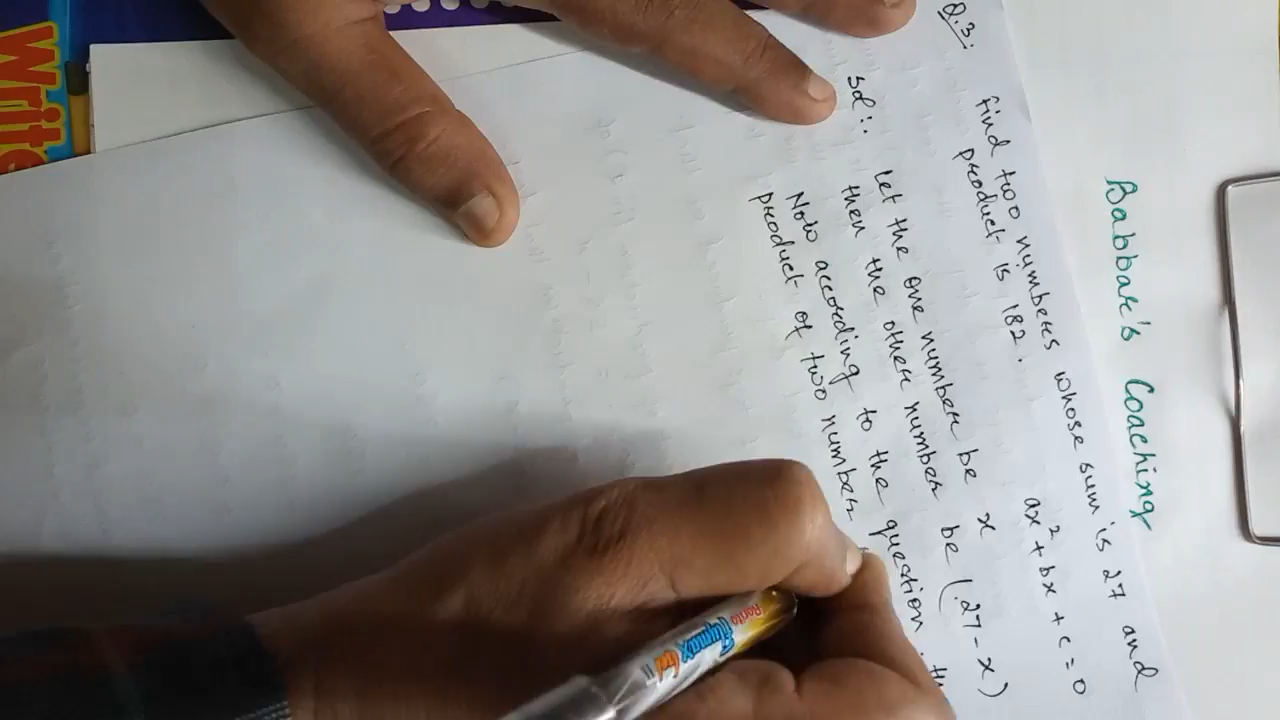 Babbar's Coaching
Q.3. Find two numbers whose sum is 27 and
product is 182.
ax² + bx + c = 0
Sol:. Let the one number be x
then the other number be (27 - x)
Now according to the question.
product of two number
Write
Rorito